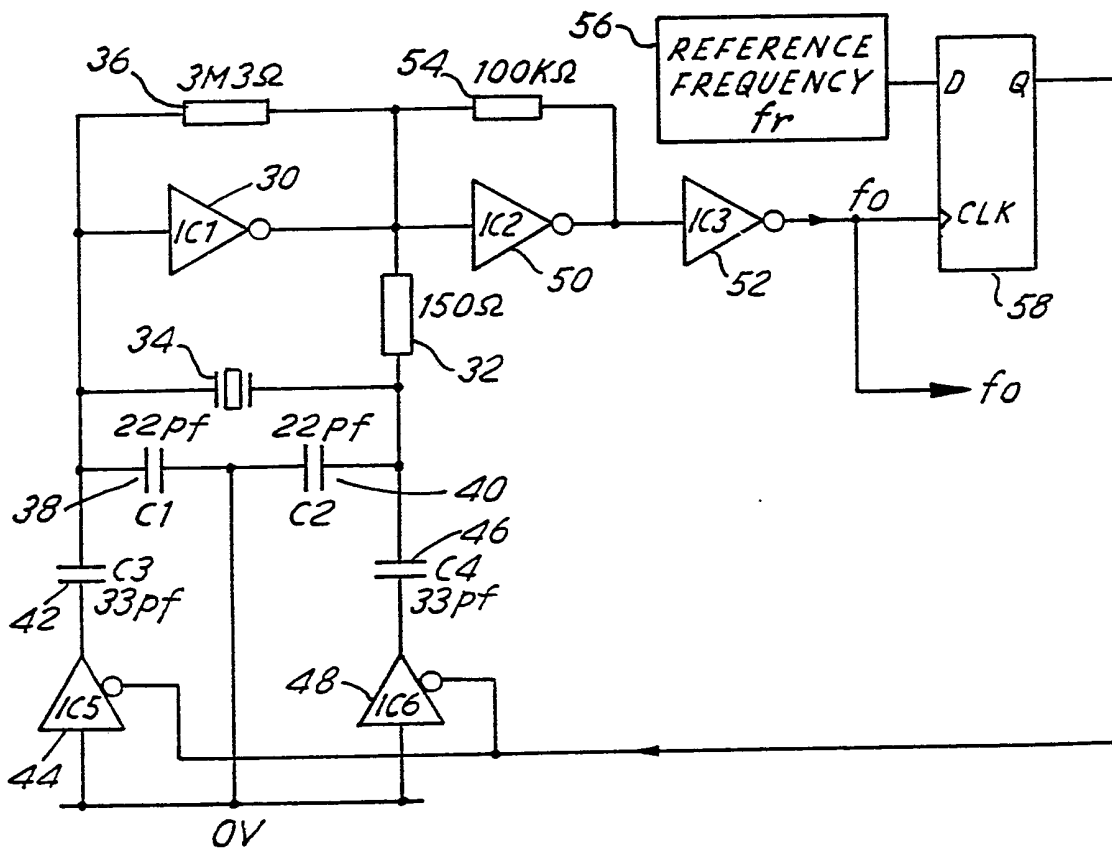 56
REFERENCE
FREQUENCY
fr
D
Q
36
3M3Ω
54
100KΩ
30
IC1
IC2
50
IC3
52
fo
CLK
58
150Ω
32
34
fo
22pf
22pf
38
C1
C2
40
46
C3
33pf
42
C4
33pf
IC5
44
48
IC6
0V